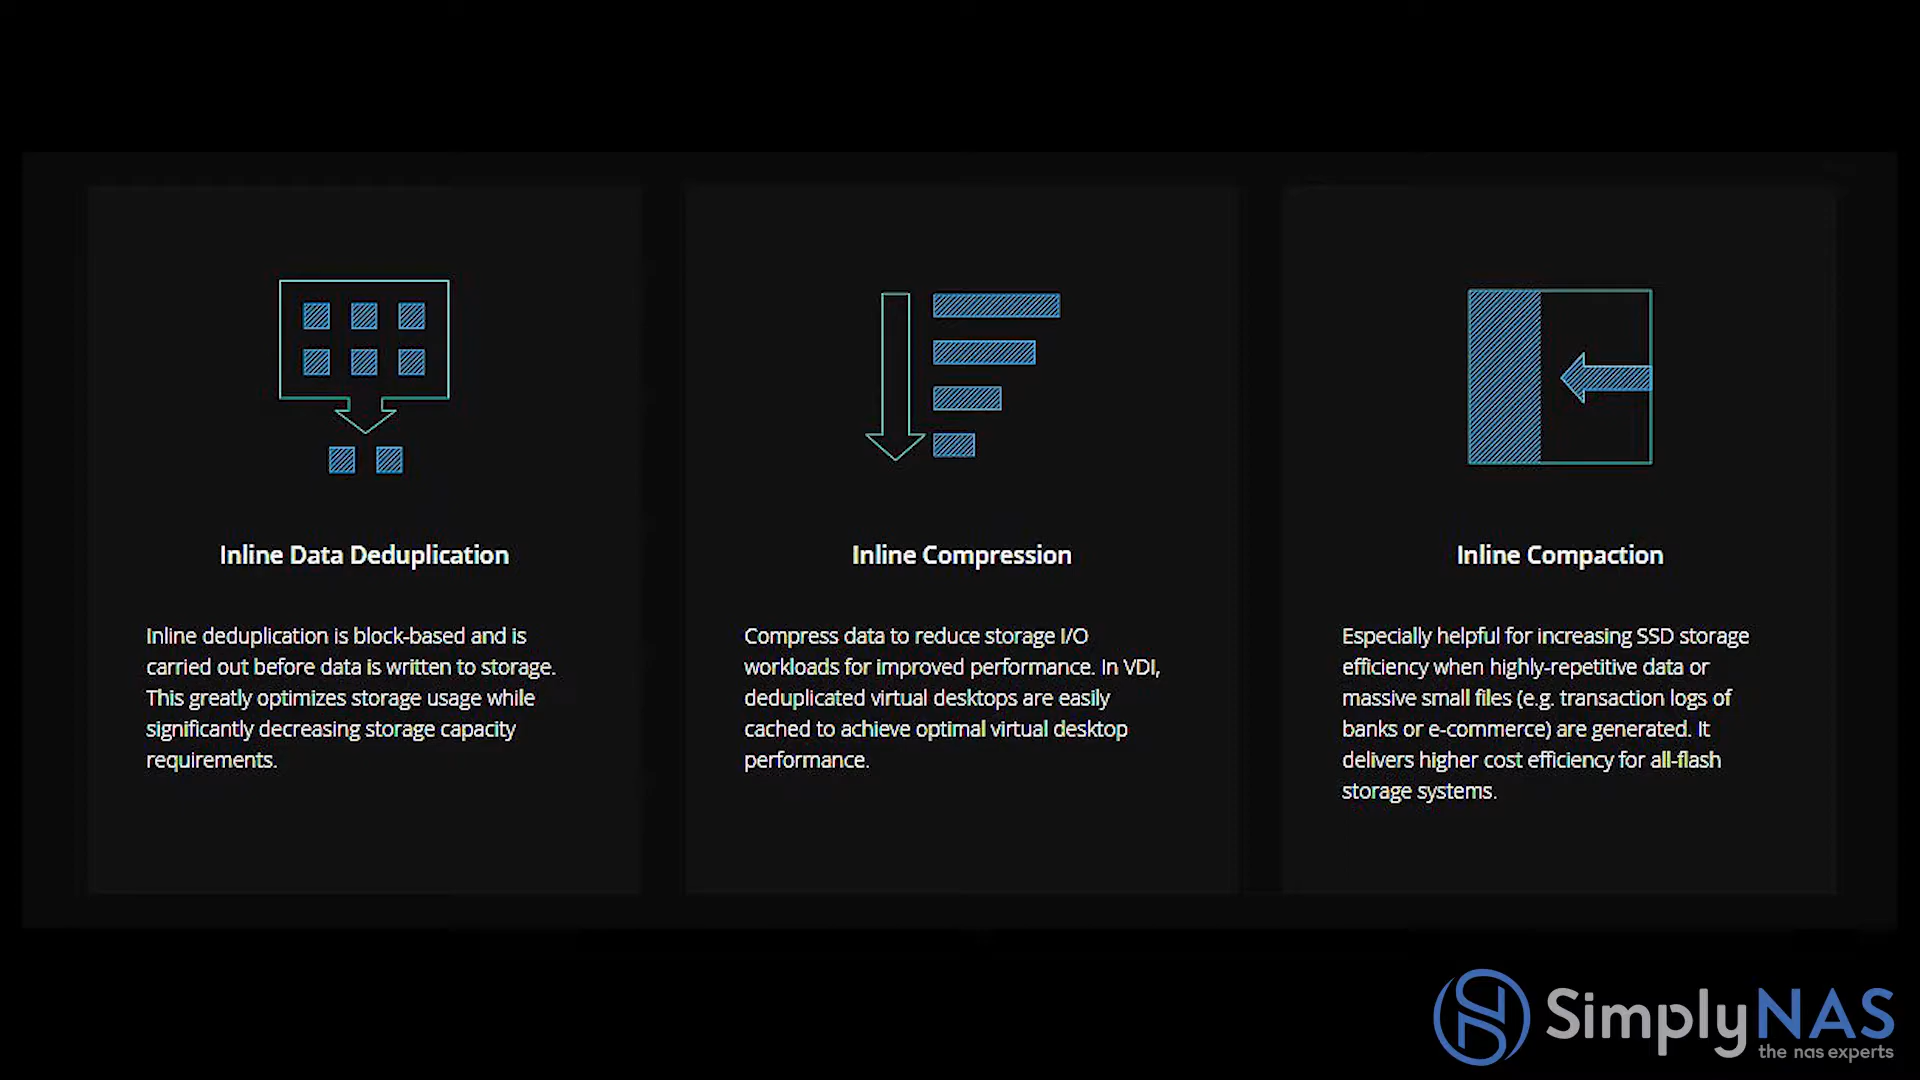 Inline Data Deduplication
Inline deduplication is block-based and is
carried out before data is written to storage.
This greatly optimizes storage usage while
significantly decreasing storage capacity
requirements.
Inline Compression
Compress data to reduce storage I/O
workloads for improved performance. In VDI,
deduplicated virtual desktops are easily
cached to achieve optimal virtual desktop
performance.
Inline Compaction
Especially helpful for increasing SSD storage
efficiency when highly-repetitive data or
massive small files (e.g. transaction logs of
banks or e-commerce) are generated. It
delivers higher cost efficiency for all-flash
storage systems.
SimplyNAS
the nas experts